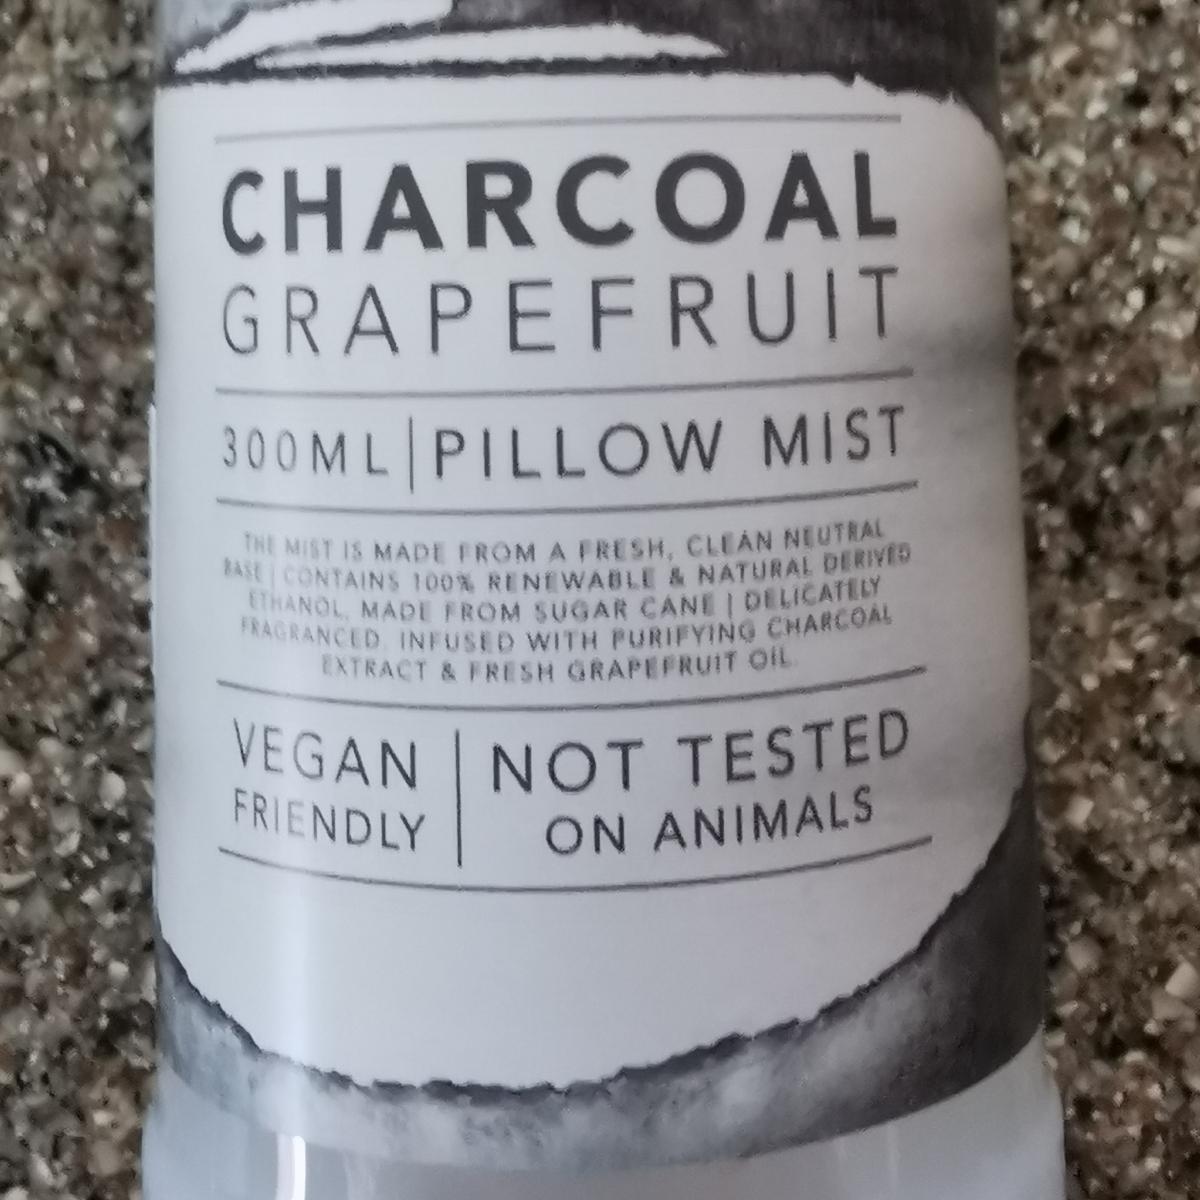 CHARCOAL
GRAPEFRUIT
300ML | PILLOW MIST
THE MIST IS MADE FROM A FRESH, CLEAN NEUTRAL
BASE | CONTAINS 100% RENEWABLE & NATURAL DERIVED
ETHANOL, MADE FROM SUGAR CANE | DELICATELY
FRAGRANCED. INFUSED WITH PURIFYING CHARCOAL
EXTRACT & FRESH GRAPEFRUIT OIL.
VEGAN | NOT TESTED
FRIENDLY | ON ANIMALS